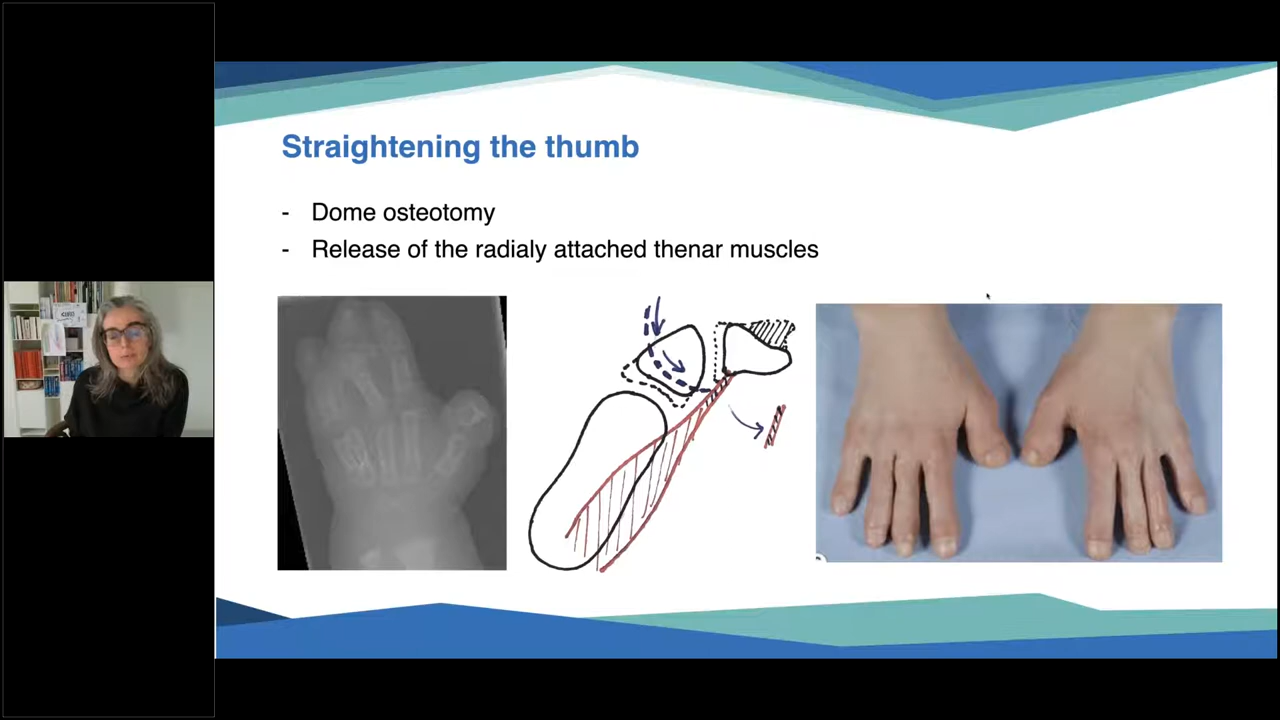 Straightening the thumb
- Dome osteotomy
- Release of the radialy attached thenar muscles